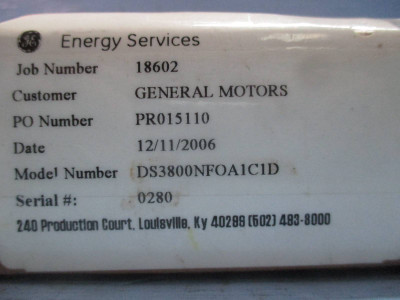 GE Energy Services
Job Number 18602
Customer GENERAL MOTORS
PO Number PR015110
Date 12/11/2006
Model Number DS3800NFOA1C1D
Serial #: 0280
240 Production Court, Louisville, Ky 40299 (502) 493-8000